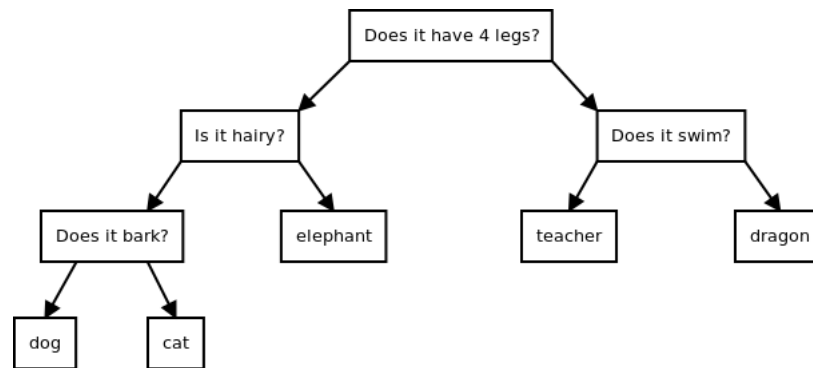 Does it have 4 legs?
Is it hairy?
Does it swim?
Does it bark?
elephant
teacher
dragon
dog
cat